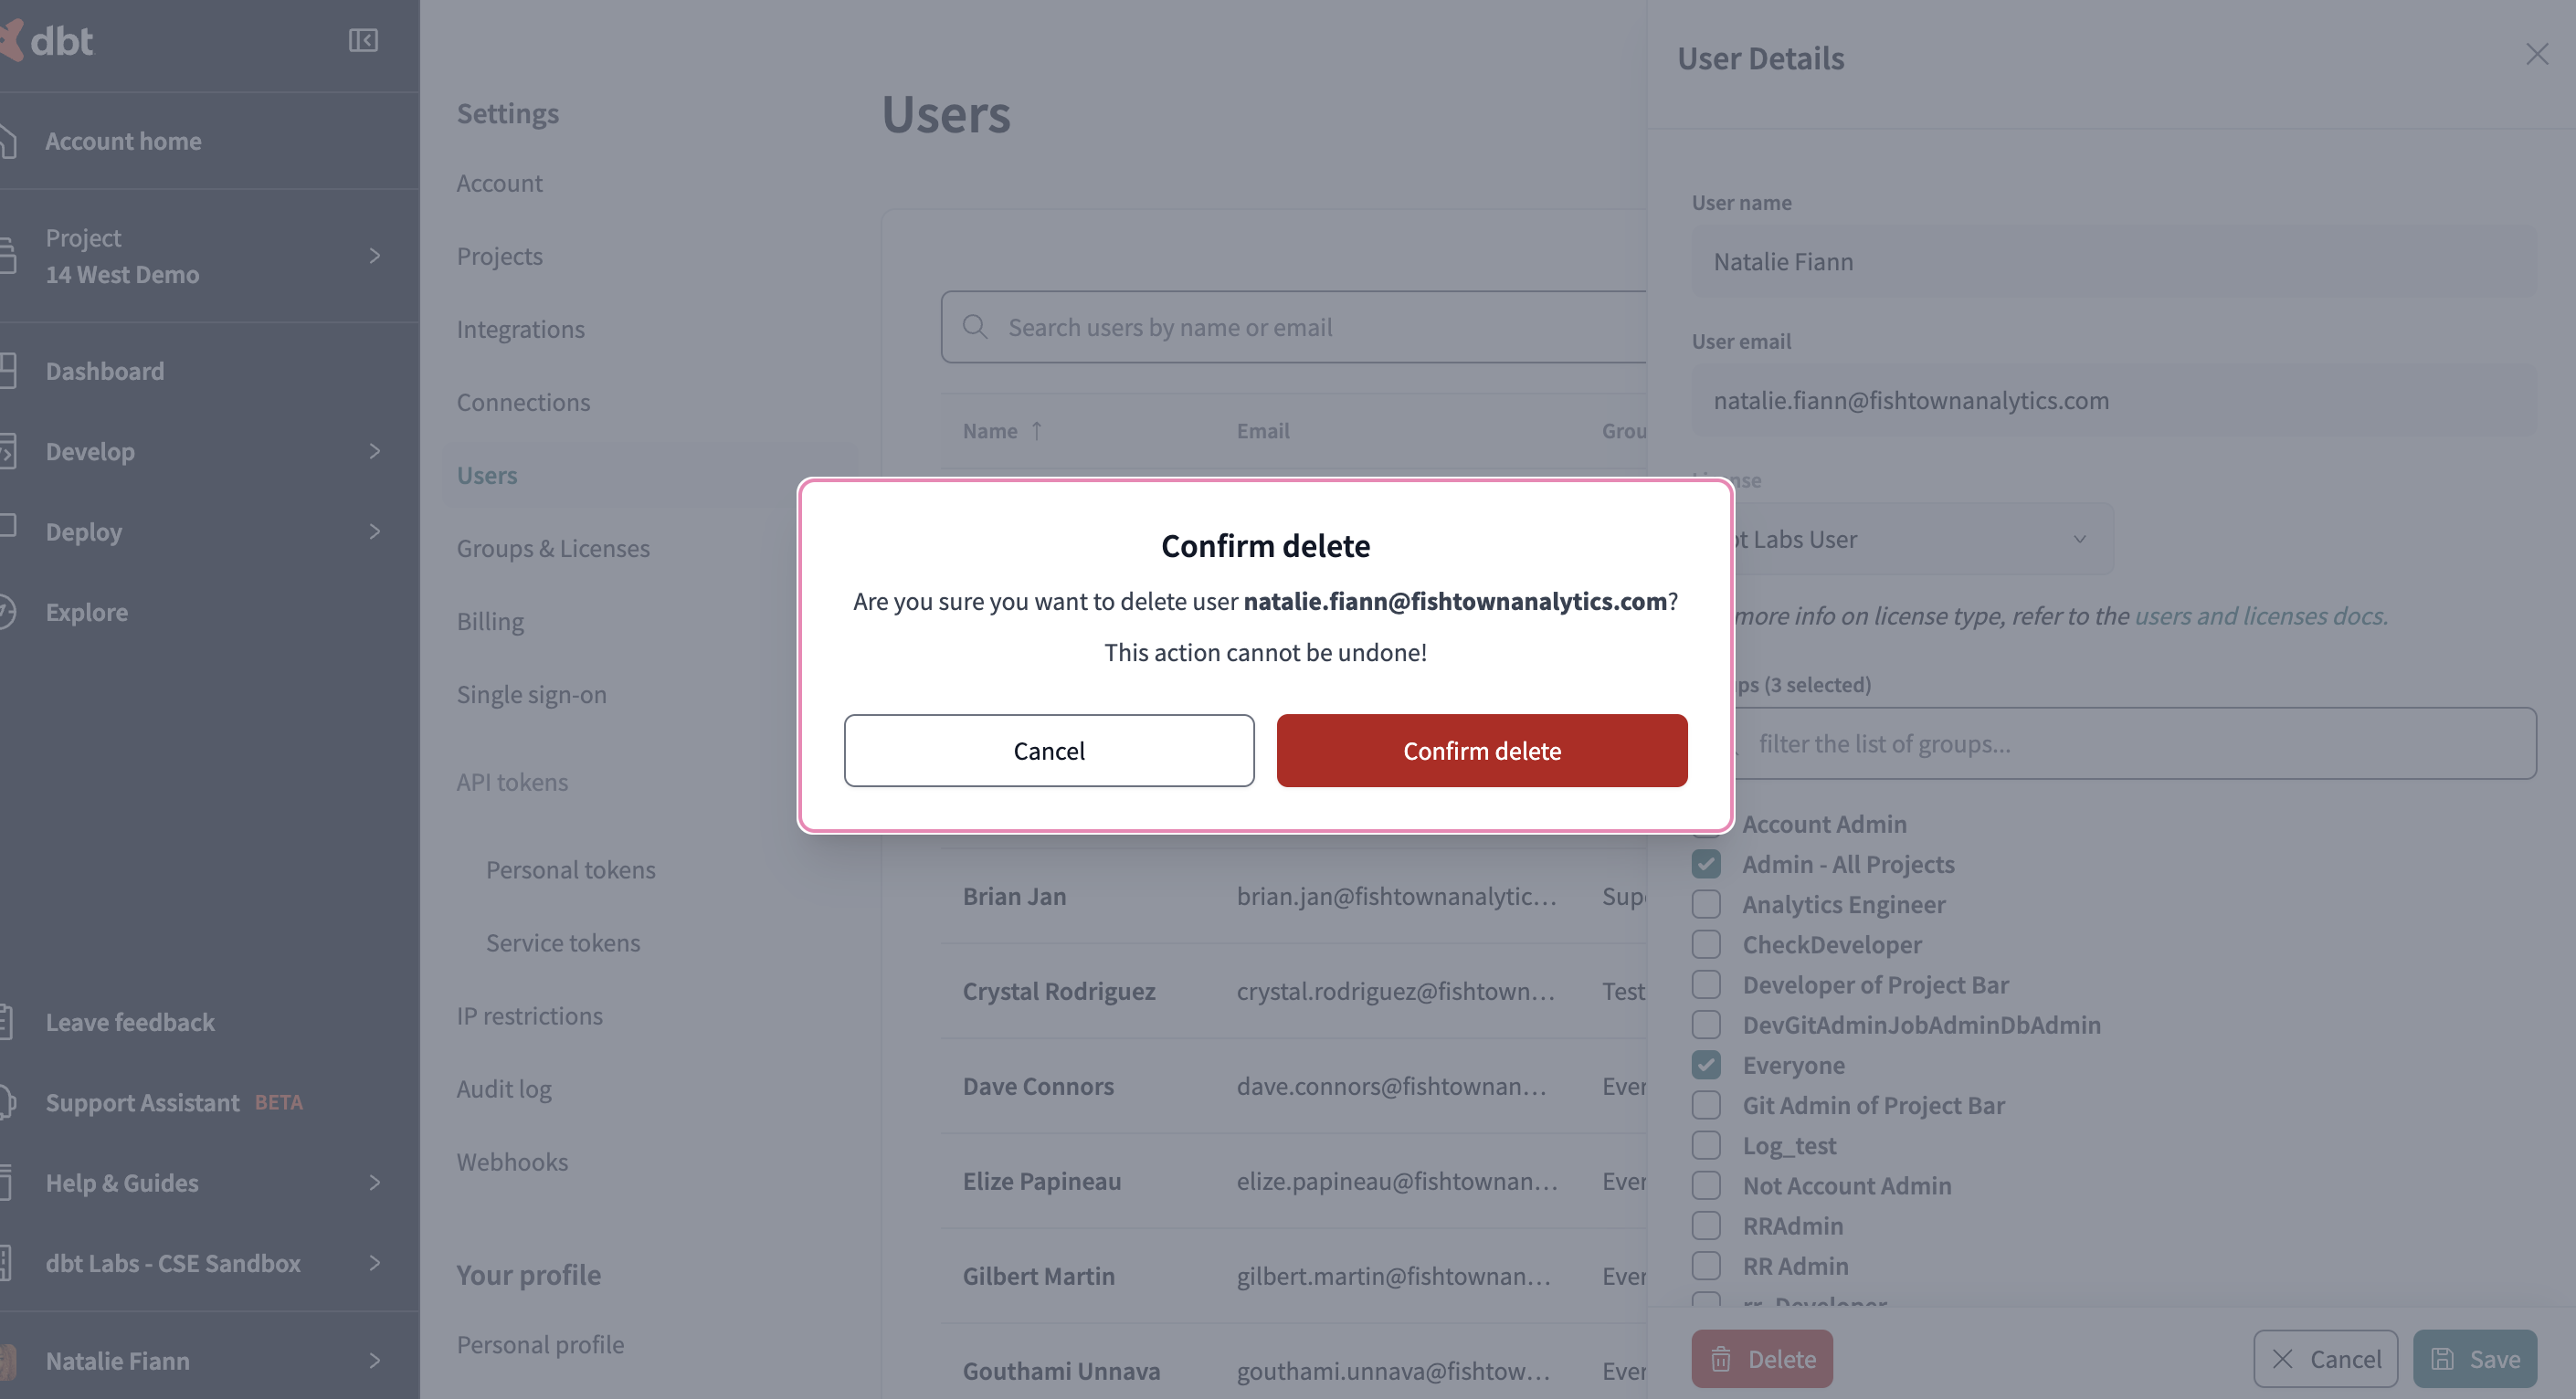 dbt
Account home
Project
14 West Demo
Dashboard
Develop
Deploy
Explore
Leave feedback
Support Assistant BETA
Help & Guides
dbt Labs - CSE Sandbox
Natalie Fiann
Settings
Account
Projects
Integrations
Connections
Users
Groups & Licenses
Billing
Single sign-on
API tokens
Personal tokens
Service tokens
IP restrictions
Audit log
Webhooks
Your profile
Personal profile
Users
Search users by name or email
Name ↑ Email Grou
Brian Jan brian.jan@fishtownanalytic… Sup
Crystal Rodriguez crystal.rodriguez@fishtown… Test
Dave Connors dave.connors@fishtownan… Ever
Elize Papineau elize.papineau@fishtownan… Ever
Gilbert Martin gilbert.martin@fishtownan… Ever
Gouthami Unnava gouthami.unnava@fishtow… Ever
Confirm delete
Are you sure you want to delete user natalie.fiann@fishtownanalytics.com?
This action cannot be undone!
Cancel Confirm delete
User Details
User name
Natalie Fiann
User email
natalie.fiann@fishtownanalytics.com
nse
t Labs User
more info on license type, refer to the users and licenses docs.
ps (3 selected)
filter the list of groups...
Account Admin
Admin - All Projects
Analytics Engineer
CheckDeveloper
Developer of Project Bar
DevGitAdminJobAdminDbAdmin
Everyone
Git Admin of Project Bar
Log_test
Not Account Admin
RRAdmin
RR Admin
rr_Developer
Delete Cancel Save